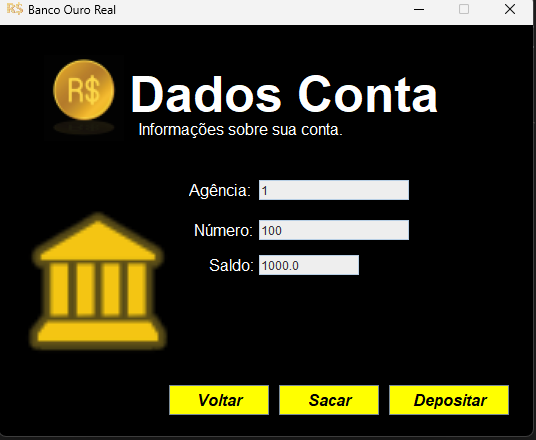 R$ Banco Ouro Real
R$
Dados Conta
Informações sobre sua conta.
Agência: 1
Número: 100
Saldo: 1000.0
Voltar Sacar Depositar